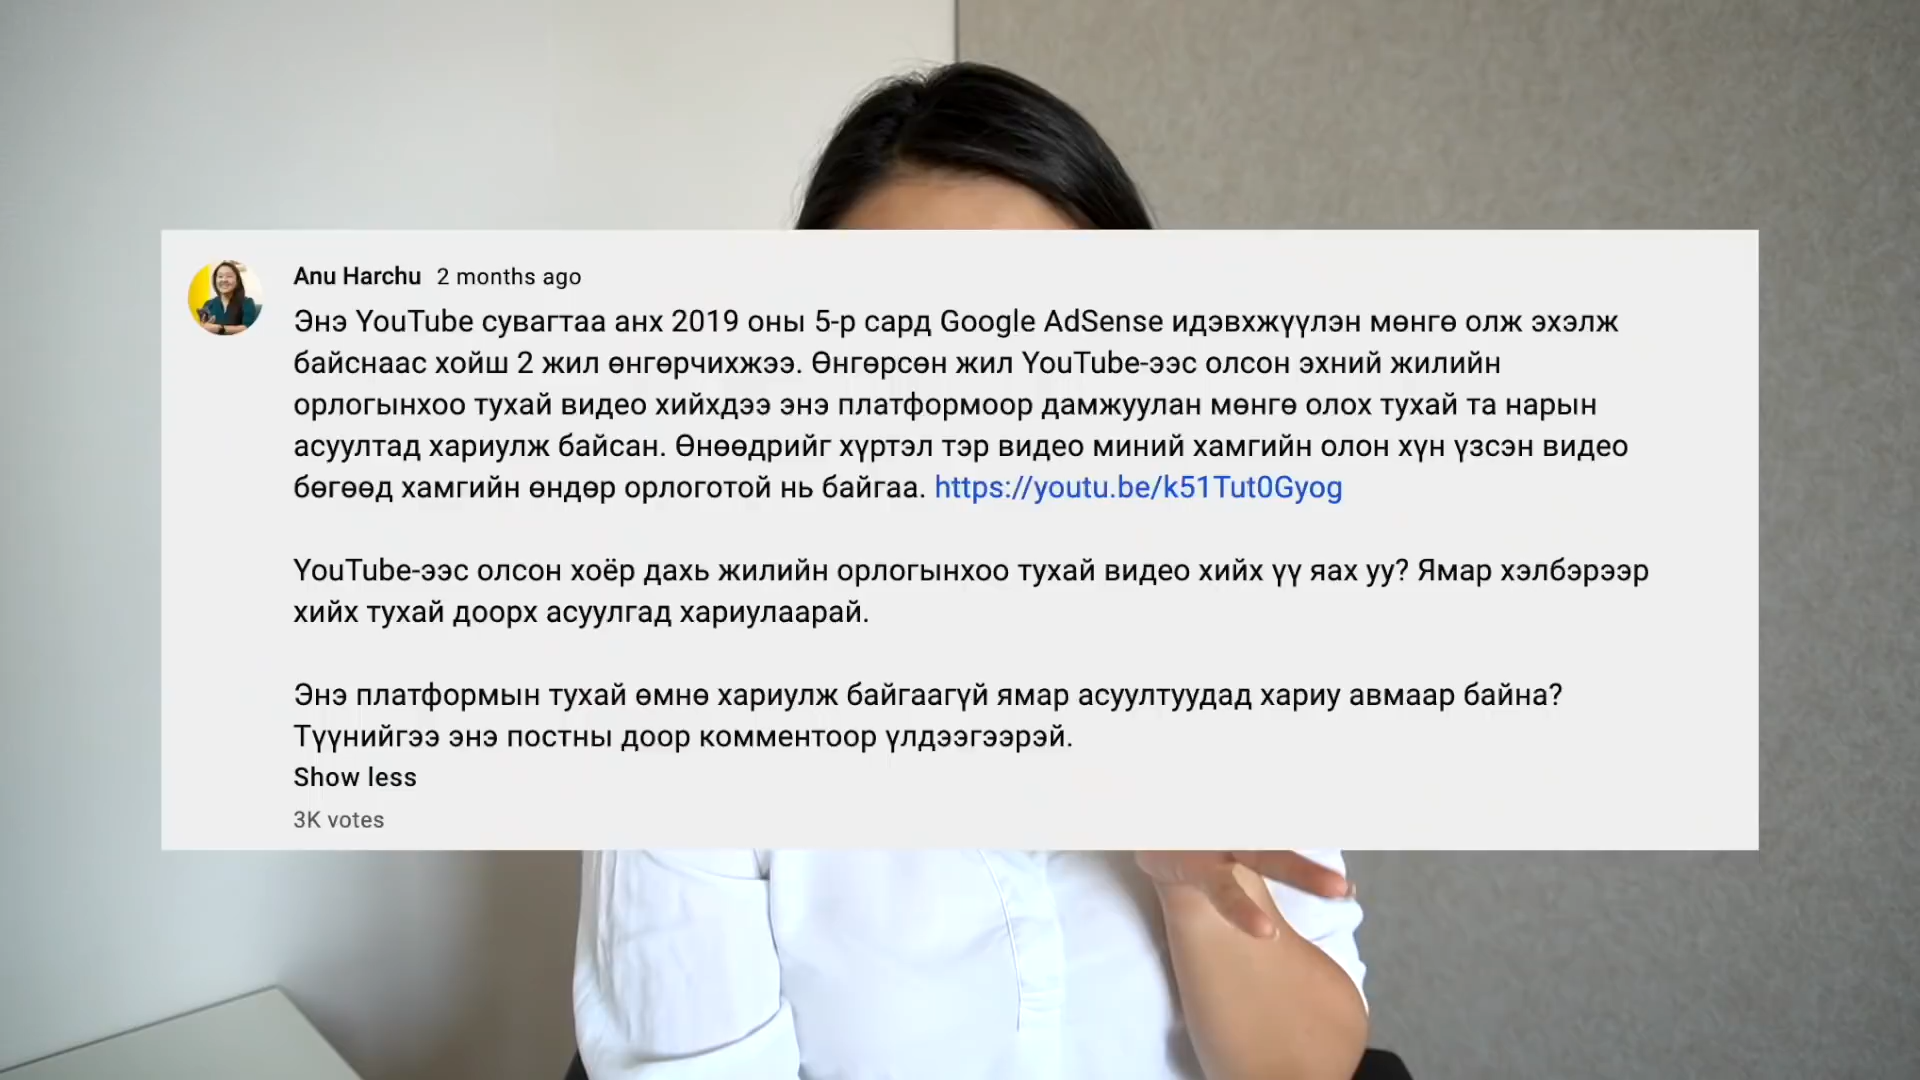 Anu Harchu 2 months ago
Энэ YouTube сувагтаа анх 2019 оны 5-р сард Google AdSense идэвхжүүлэн мөнгө олж эхэлж
байснаас хойш 2 жил өнгөрчихжээ. Өнгөрсөн жил YouTube-ээс олсон эхний жилийн
орлогынхоо тухай видео хийхдээ энэ платформоор дамжуулан мөнгө олох тухай та нарын
асуултад хариулж байсан. Өнөөдрийг хүртэл тэр видео миний хамгийн олон хүн үзсэн видео
бөгөөд хамгийн өндөр орлоготой нь байгаа. https://youtu.be/k51Tut0Gyog
YouTube-ээс олсон хоёр дахь жилийн орлогынхоо тухай видео хийх үү яах уу? Ямар хэлбэрээр
хийх тухай доорх асуулгад хариулаарай.
Энэ платформын тухай өмнө хариулж байгаагүй ямар асуултуудад хариу авмаар байна?
Түүнийгээ энэ постны доор комментоор үлдээгээрэй.
Show less
3K votes